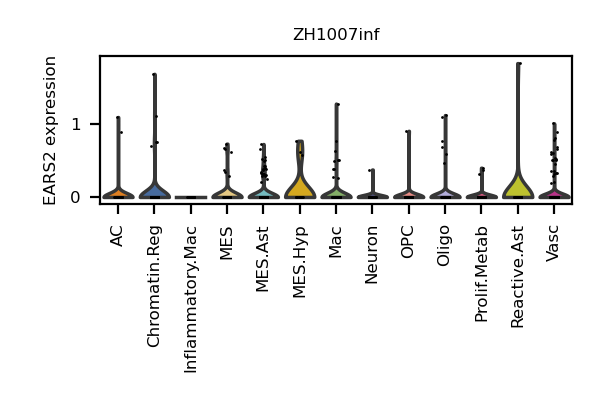 ZH1007inf
EARS2 expression
1
0
AC
Chromatin.Reg
Inflammatory.Mac
MES
MES.Ast
MES.Hyp
Mac
Neuron
OPC
Oligo
Prolif.Metab
Reactive.Ast
Vasc